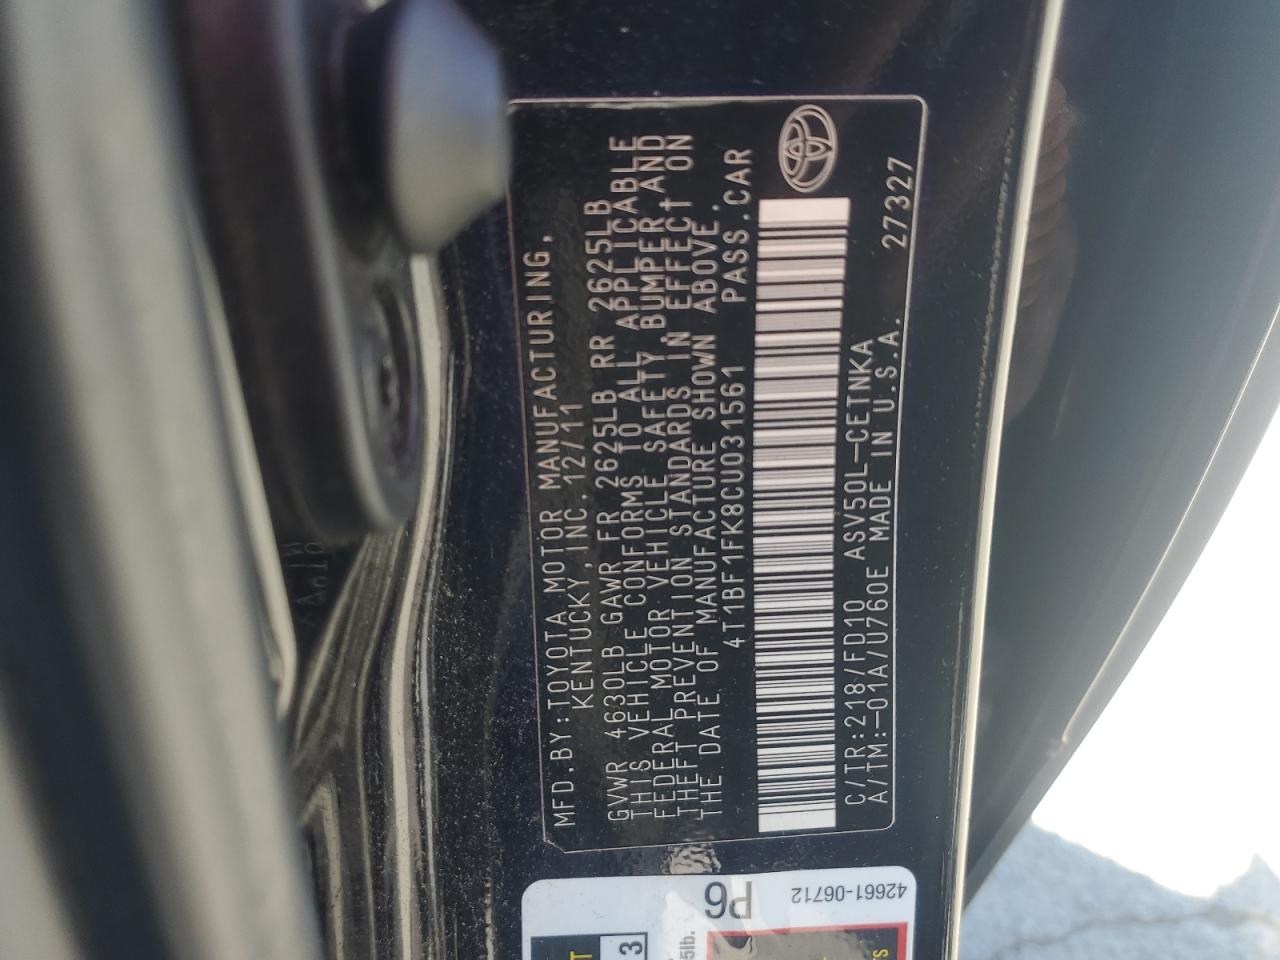 MFD.BY:TOYOTA MOTOR MANUFACTURING,
KENTUCKY,INC.12/11
GVWR 4630LB GAWR FR 2625LB RR 2625LB
THIS VEHICLE CONFORMS TO ALL APPLICABLE
FEDERAL MOTOR VEHICLE SAFETY,BUMPER,AND
THEFT PREVENTION STANDARDS IN EFFECT ON
THE DATE OF MANUFACTURE SHOWN ABOVE.
4T1BF1FK8CU031561 PASS.CAR
C/TR:218/FD10 ASV50L-CETNKA
A/TM:-01A/U760E MADE IN U.S.A. 27327
42661-06712
P6
3
5lb.